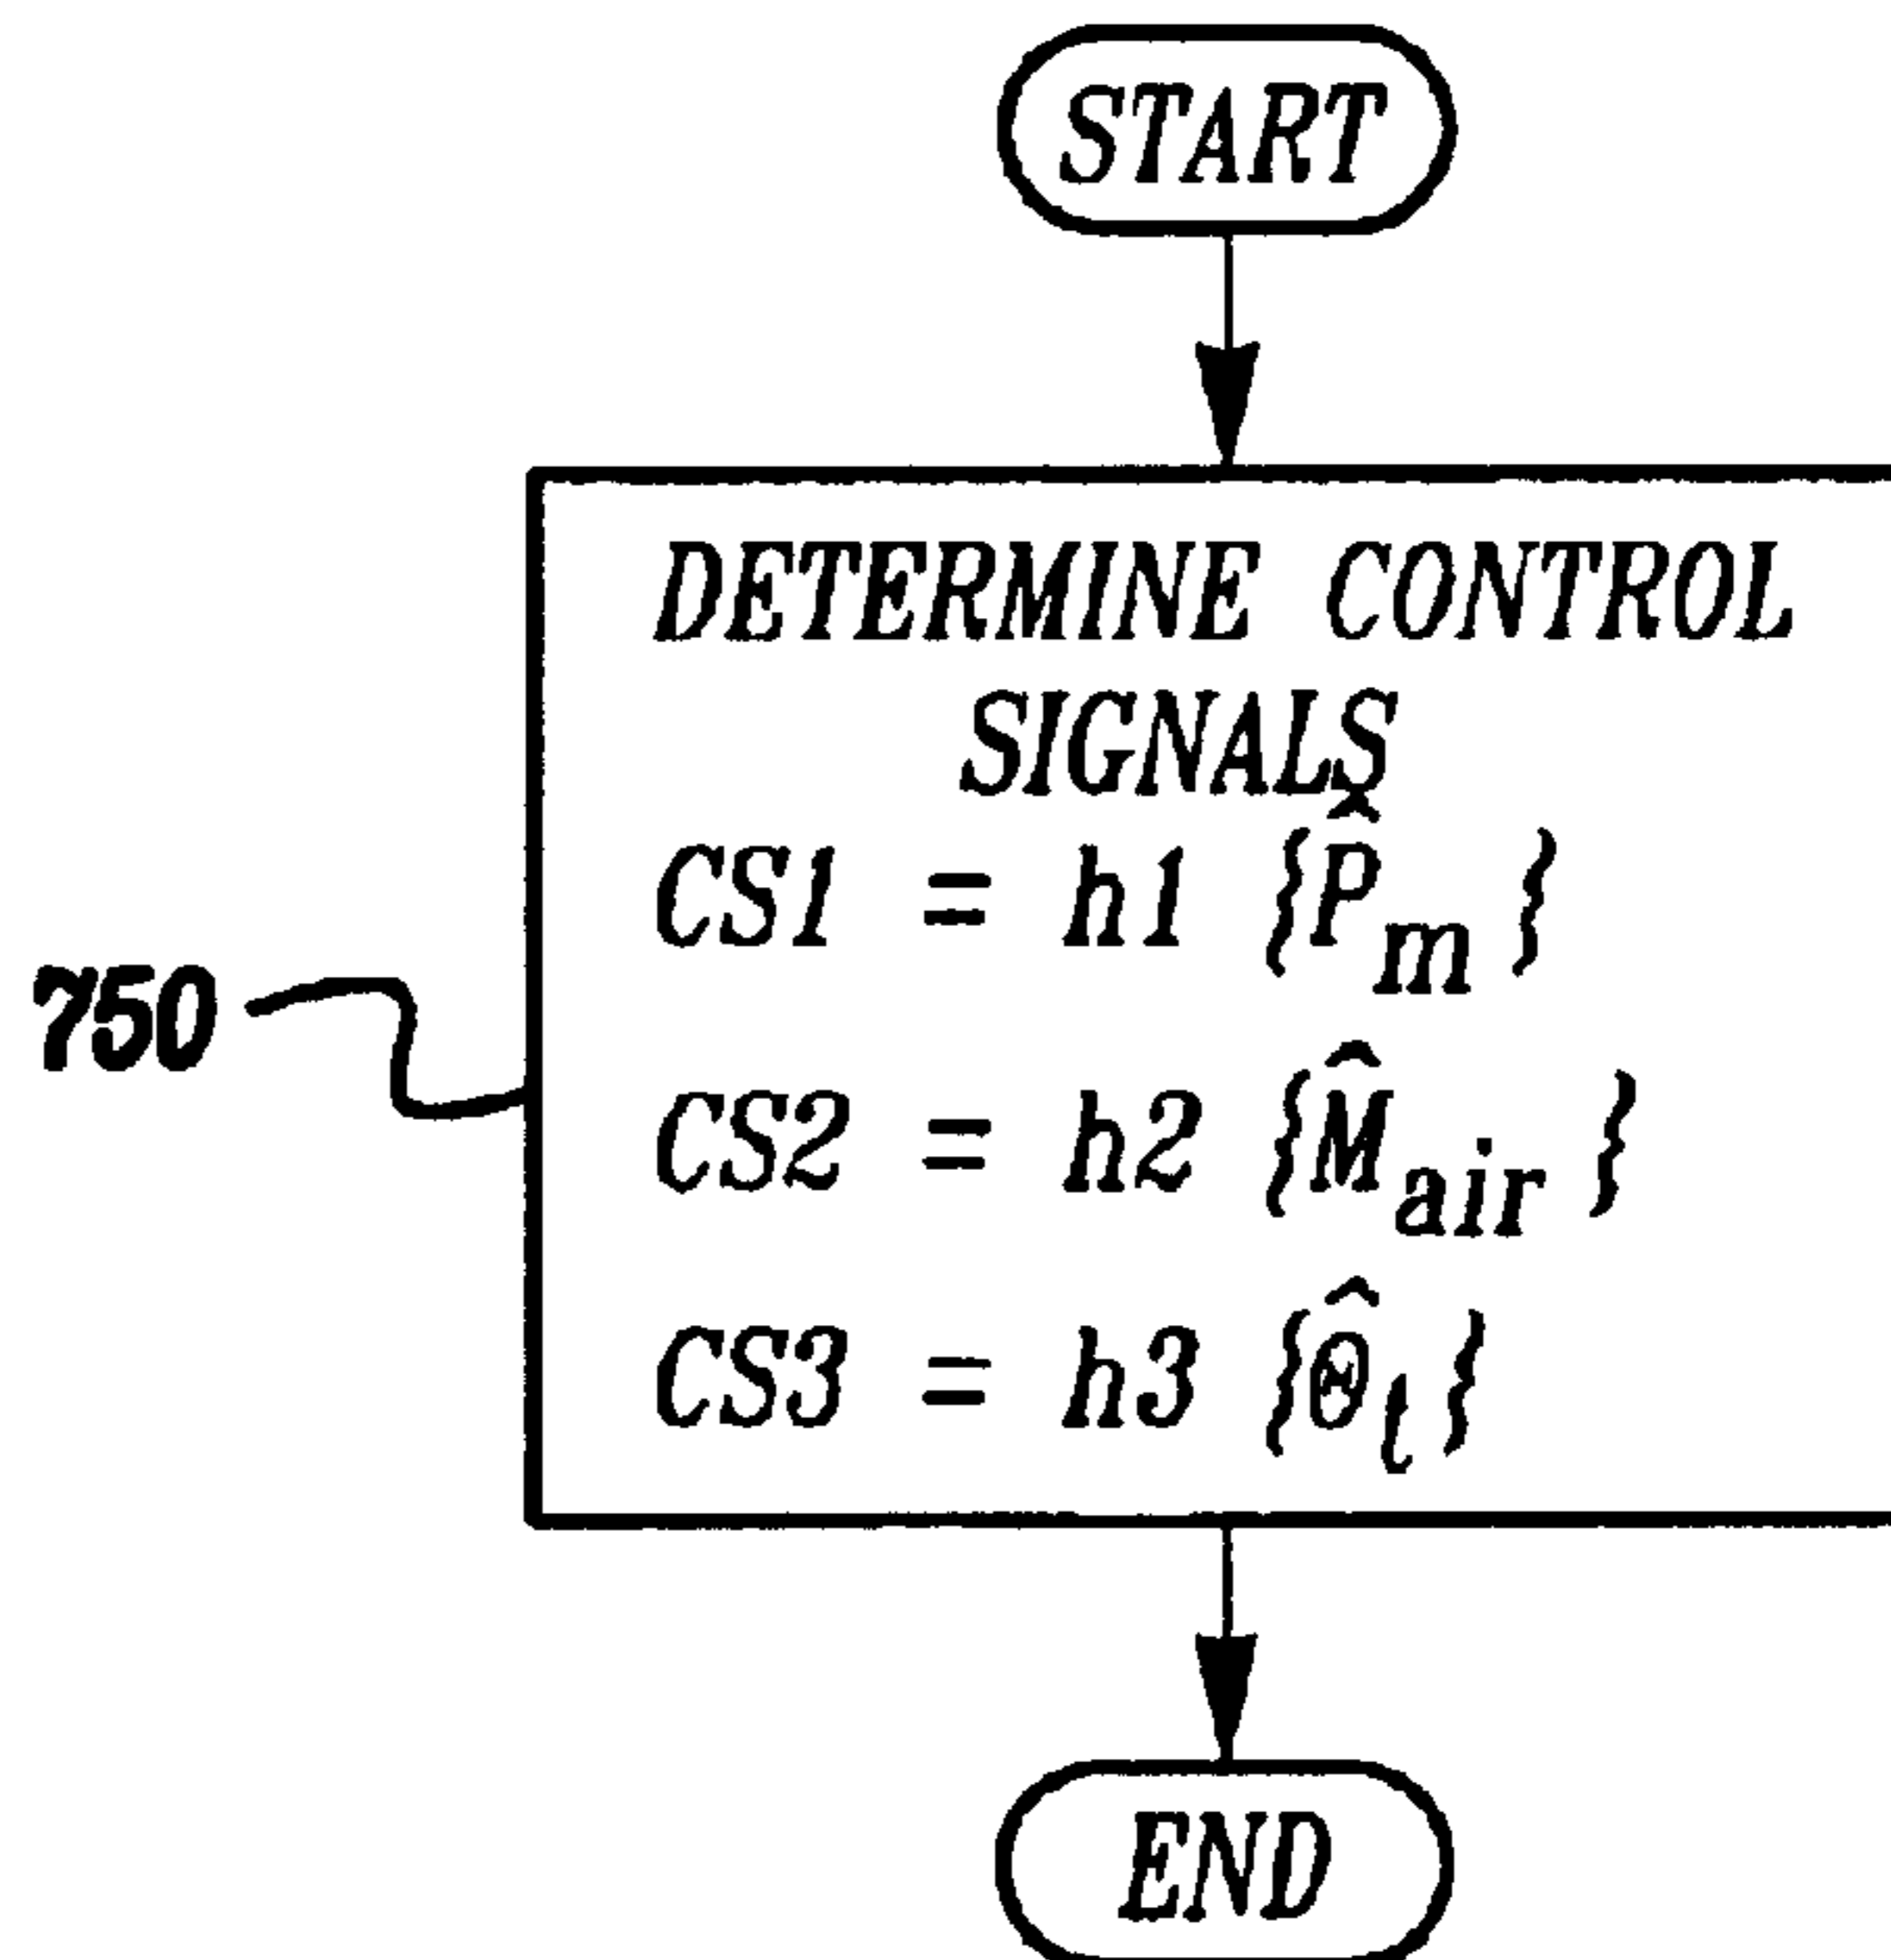 START
DETERMINE CONTROL
SIGNALS
CS1 = h1 {P̂m}
750
CS2 = h2 {M̂air}
CS3 = h3 {Θ̂l}
END